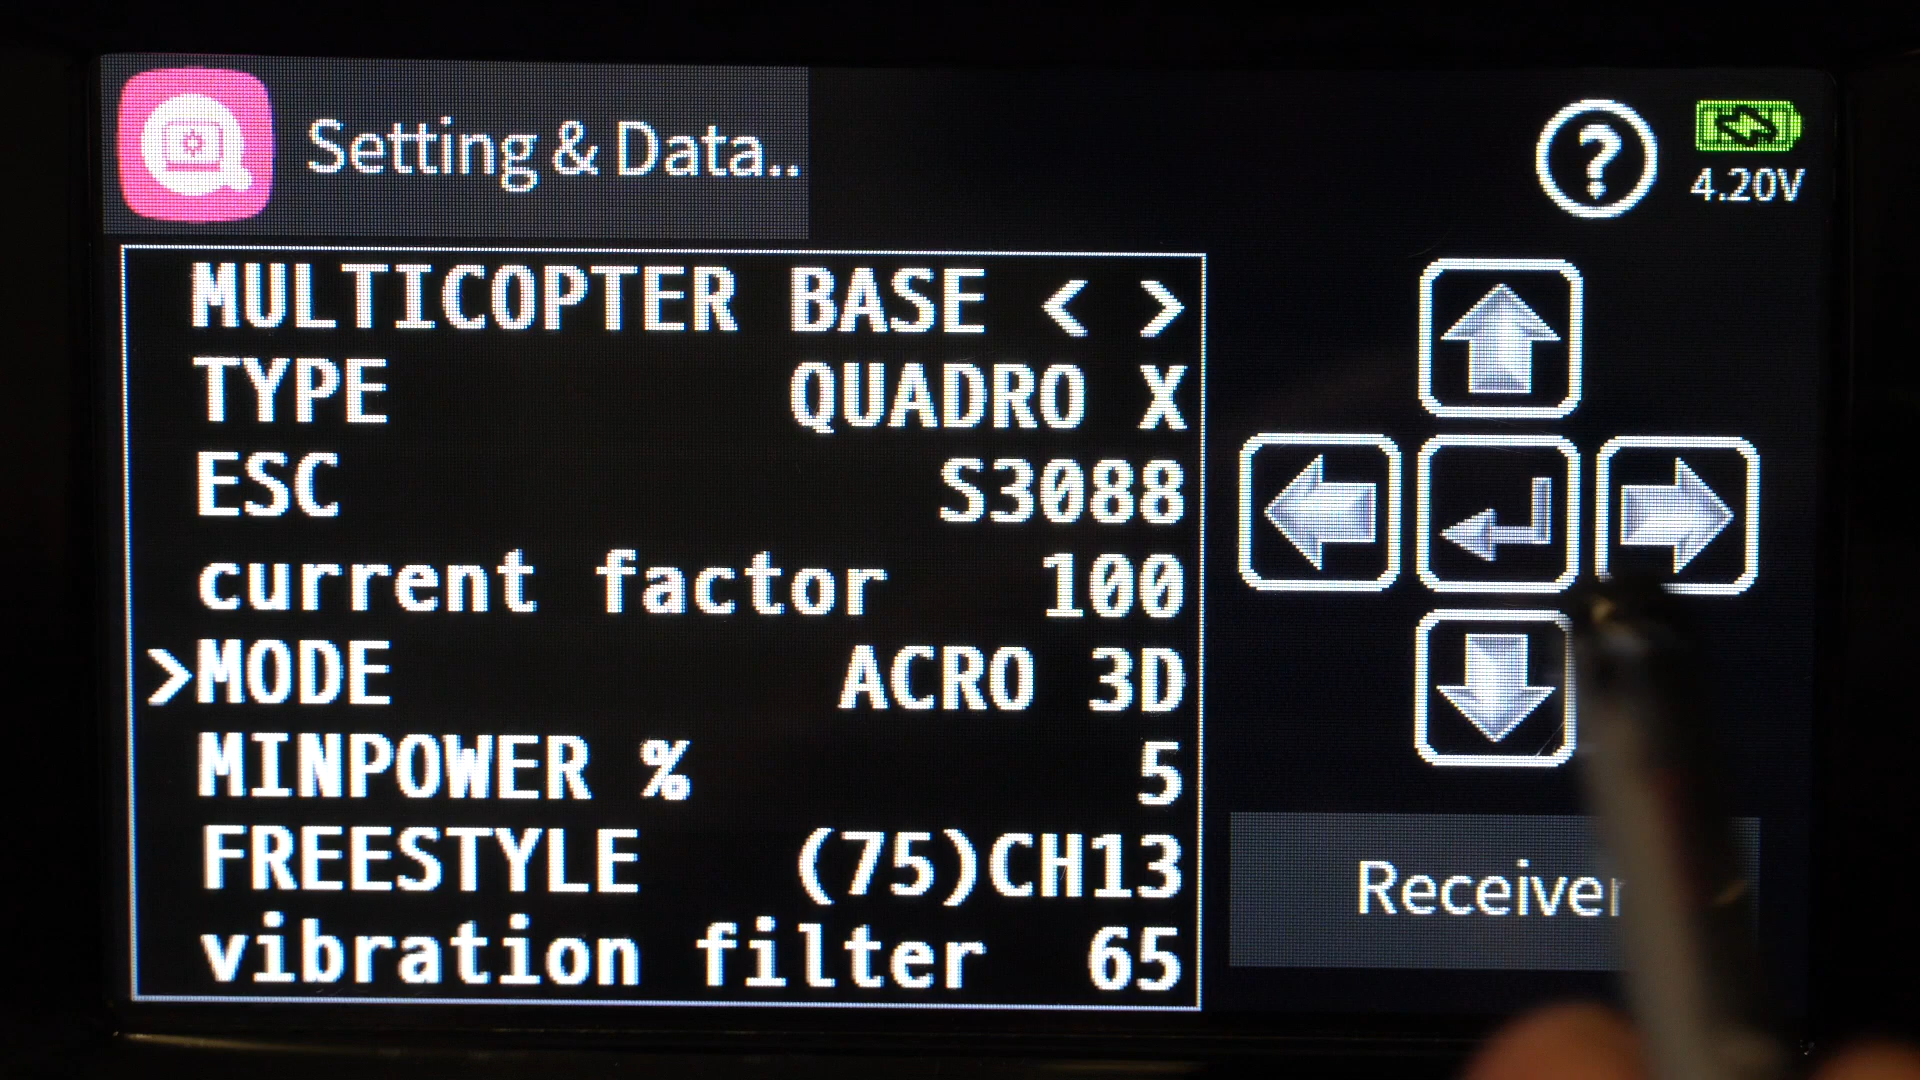 Setting & Data..
4.20V
MULTICOPTER BASE < >
TYPE QUADRO X
ESC S3088
current factor 100
>MODE ACRO 3D
MINPOWER % 5
FREESTYLE (75)CH13
vibration filter 65
Receiver